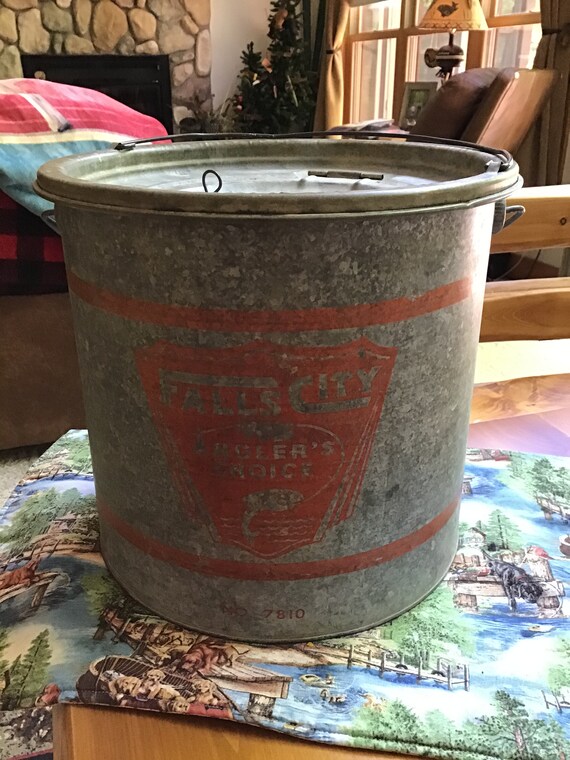 FALLS CITY
ANGLER'S
CHOICE
No. 7810